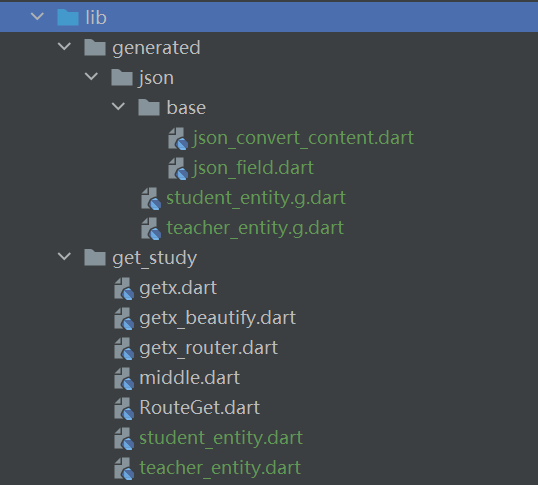 lib
generated
json
base
json_convert_content.dart
json_field.dart
student_entity.g.dart
teacher_entity.g.dart
get_study
getx.dart
getx_beautify.dart
getx_router.dart
middle.dart
RouteGet.dart
student_entity.dart
teacher_entity.dart